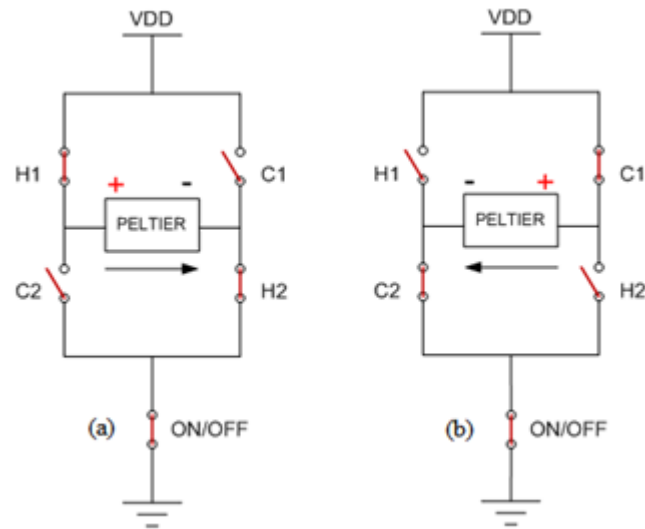 VDD
H1
+
-
C1
PELTIER
C2
H2
(a)
ON/OFF
VDD
H1
-
+
C1
PELTIER
C2
H2
(b)
ON/OFF